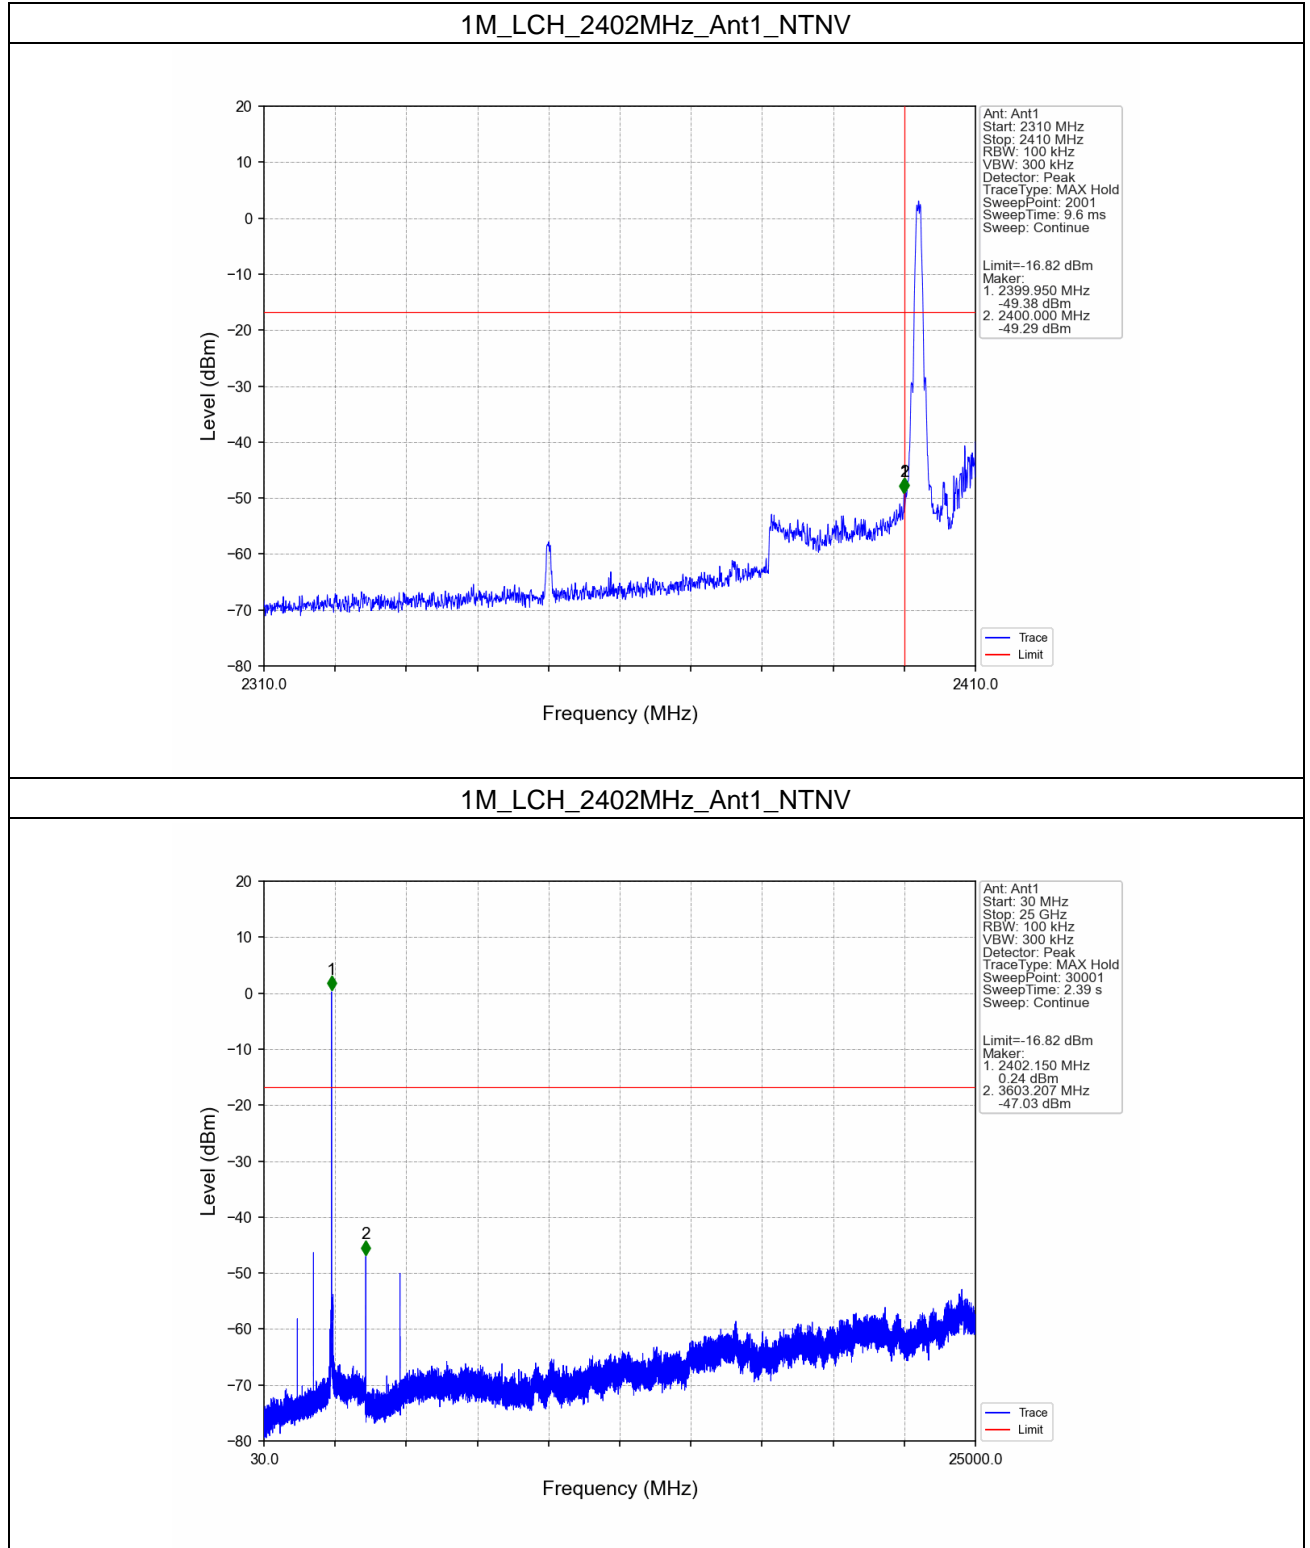 1M_LCH_2402MHz_Ant1_NTNV
20
10
0
−10
−20
−30
−40
−50
−60
−70
−80
Level (dBm)
2
2310.0
2410.0
Frequency (MHz)
Ant: Ant1
Start: 2310 MHz
Stop: 2410 MHz
RBW: 100 kHz
VBW: 300 kHz
Detector: Peak
TraceType: MAX Hold
SweepPoint: 2001
SweepTime: 9.6 ms
Sweep: Continue
Limit=-16.82 dBm
Maker:
1. 2399.950 MHz
-49.38 dBm
2. 2400.000 MHz
-49.29 dBm
Trace
Limit
1M_LCH_2402MHz_Ant1_NTNV
20
10
0
−10
−20
−30
−40
−50
−60
−70
−80
Level (dBm)
1
2
30.0
25000.0
Frequency (MHz)
Ant: Ant1
Start: 30 MHz
Stop: 25 GHz
RBW: 100 kHz
VBW: 300 kHz
Detector: Peak
TraceType: MAX Hold
SweepPoint: 30001
SweepTime: 2.39 s
Sweep: Continue
Limit=-16.82 dBm
Maker:
1. 2402.150 MHz
0.24 dBm
2. 3603.207 MHz
-47.03 dBm
Trace
Limit